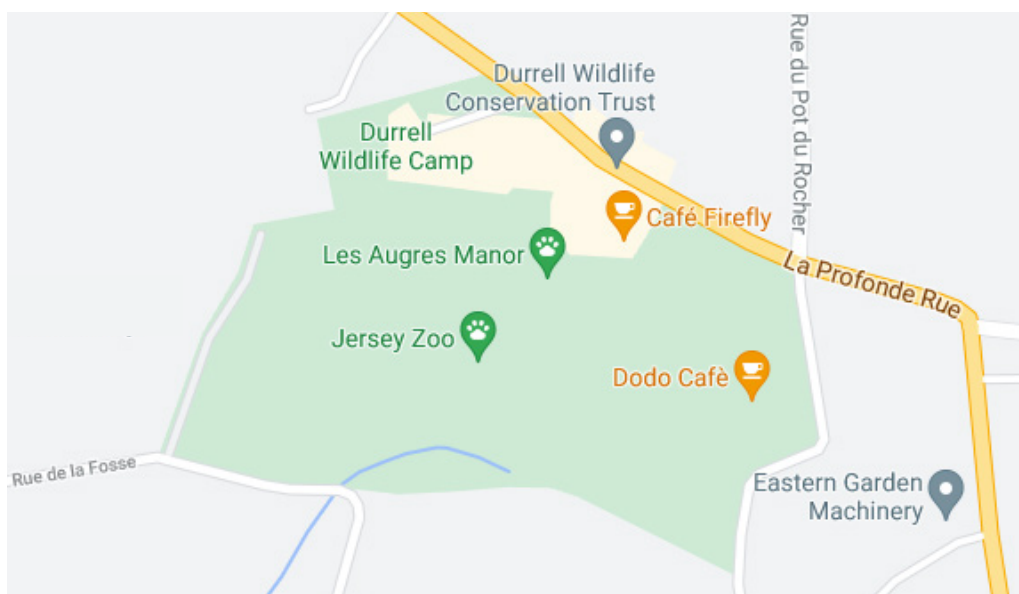 Rue du Pot du Rocher
Durrell Wildlife
Conservation Trust
Durrell
Wildlife Camp
Café Firefly
Les Augres Manor
La Profonde Rue
Jersey Zoo
Dodo Cafè
Rue de la Fosse
Eastern Garden
Machinery